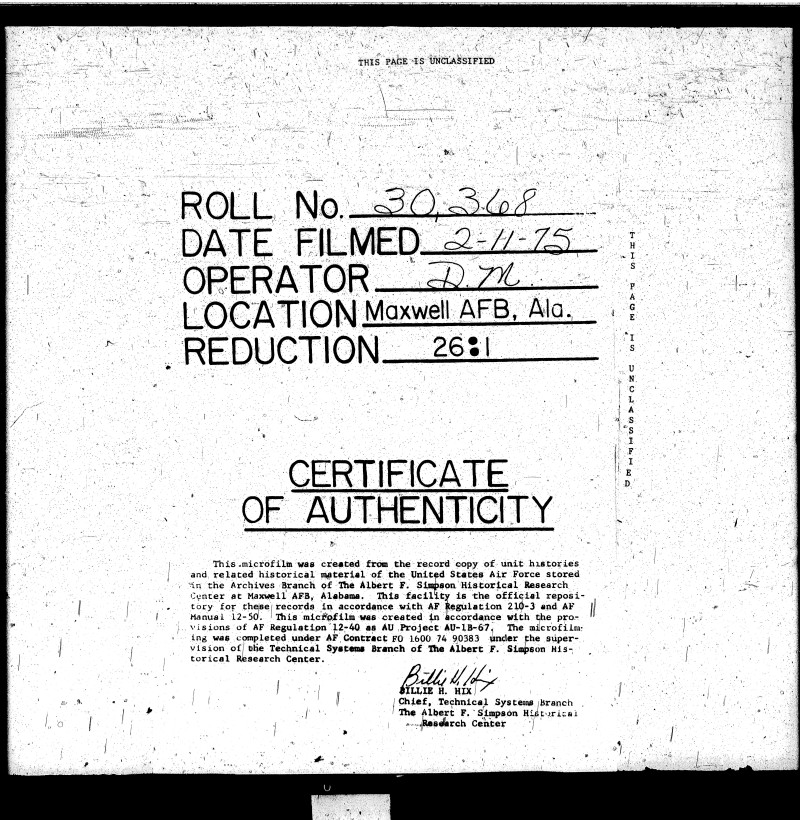 THIS PAGE IS UNCLASSIFIED
ROLL No. 30,368
DATE FILMED 2-11-75
OPERATOR D.M.
LOCATION Maxwell AFB, Ala.
REDUCTION 26:1
THIS PAGE IS UNCLASSIFIED
CERTIFICATE
OF AUTHENTICITY
This microfilm was created from the record copy of unit histories
and related historical material of the United States Air Force stored
in the Archives Branch of The Albert F. Simpson Historical Research
Center at Maxwell AFB, Alabama. This facility is the official reposi-
tory for these records in accordance with AF Regulation 210-3 and AF
Manual 12-50. This microfilm was created in accordance with the pro-
visions of AF Regulation 12-40 as AU Project AU-1B-67. The microfilm-
ing was completed under AF Contract FO 1600 74 90383 under the super-
vision of the Technical Systems Branch of The Albert F. Simpson His-
torical Research Center.
Billie H. Hix
BILLIE H. HIX
Chief, Technical Systems Branch
The Albert F. Simpson Historical
Research Center